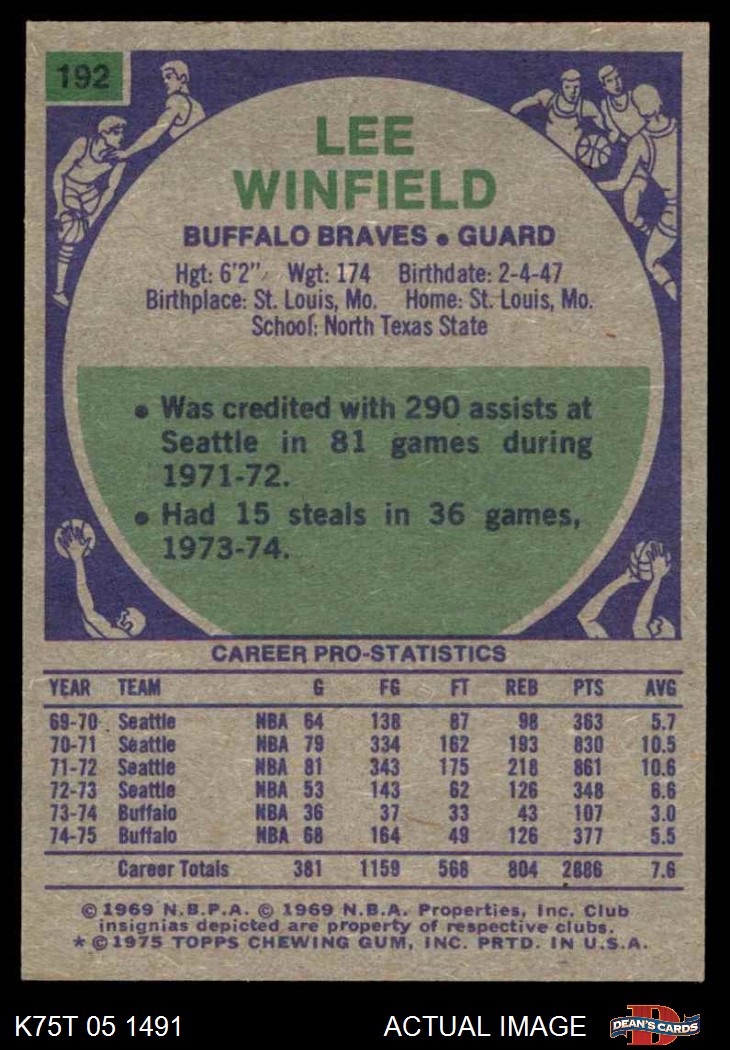 192
LEE
WINFIELD
BUFFALO BRAVES • GUARD
Hgt: 6'2" Wgt: 174 Birthdate: 2-4-47
Birthplace: St. Louis, Mo. Home: St. Louis, Mo.
School: North Texas State
• Was credited with 290 assists at
Seattle in 81 games during
1971-72.
• Had 15 steals in 36 games,
1973-74.
CAREER PRO-STATISTICS
YEAR TEAM G FG FT REB PTS AVG
69-70 Seattle NBA 64 138 87 98 363 5.7
70-71 Seattle NBA 79 334 162 193 830 10.5
71-72 Seattle NBA 81 343 175 218 861 10.6
72-73 Seattle NBA 53 143 62 126 348 6.6
73-74 Buffalo NBA 36 37 33 43 107 3.0
74-75 Buffalo NBA 68 164 49 126 377 5.5
Career Totals 381 1159 568 804 2886 7.6
© 1969 N.B.P.A. © 1969 N.B.A. Properties, Inc. Club
insignias depicted are property of respective clubs.
* © 1975 TOPPS CHEWING GUM, INC. PRTD. IN U.S.A.
K75T 05 1491 ACTUAL IMAGE DEAN'S CARDS